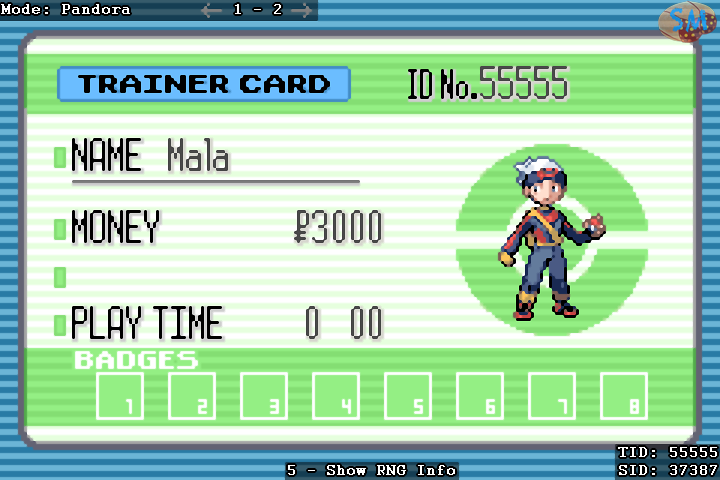 Mode: Pandora ← 1 - 2 →
SM
TRAINER CARD ID No.55555
NAME Mala
MONEY ₽3000
PLAY TIME 0 00
BADGES
1 2 3 4 5 6 7 8
TID: 55555
5 - Show RNG Info SID: 37387